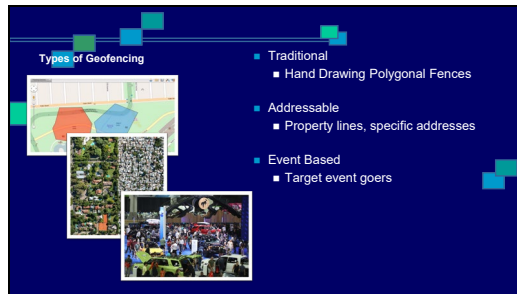 Types of Geofencing
Traditional
Hand Drawing Polygonal Fences
Addressable
Property lines, specific addresses
Event Based
Target event goers